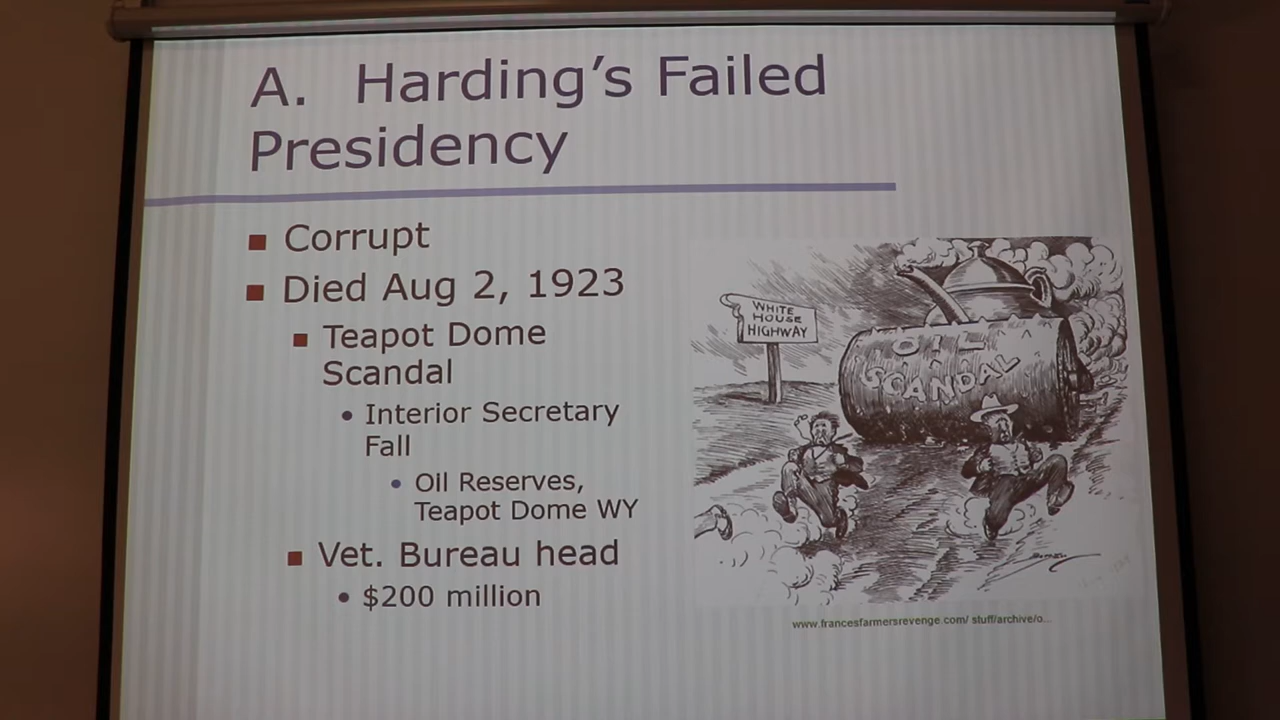 A. Harding's Failed
Presidency
Corrupt
Died Aug 2, 1923
Teapot Dome
Scandal
Interior Secretary
Fall
Oil Reserves,
Teapot Dome WY
Vet. Bureau head
$200 million
WHITE
HOUSE
HIGHWAY
OIL
SCANDAL
www.francesfarmersrevenge.com/ stuff/archive/o...